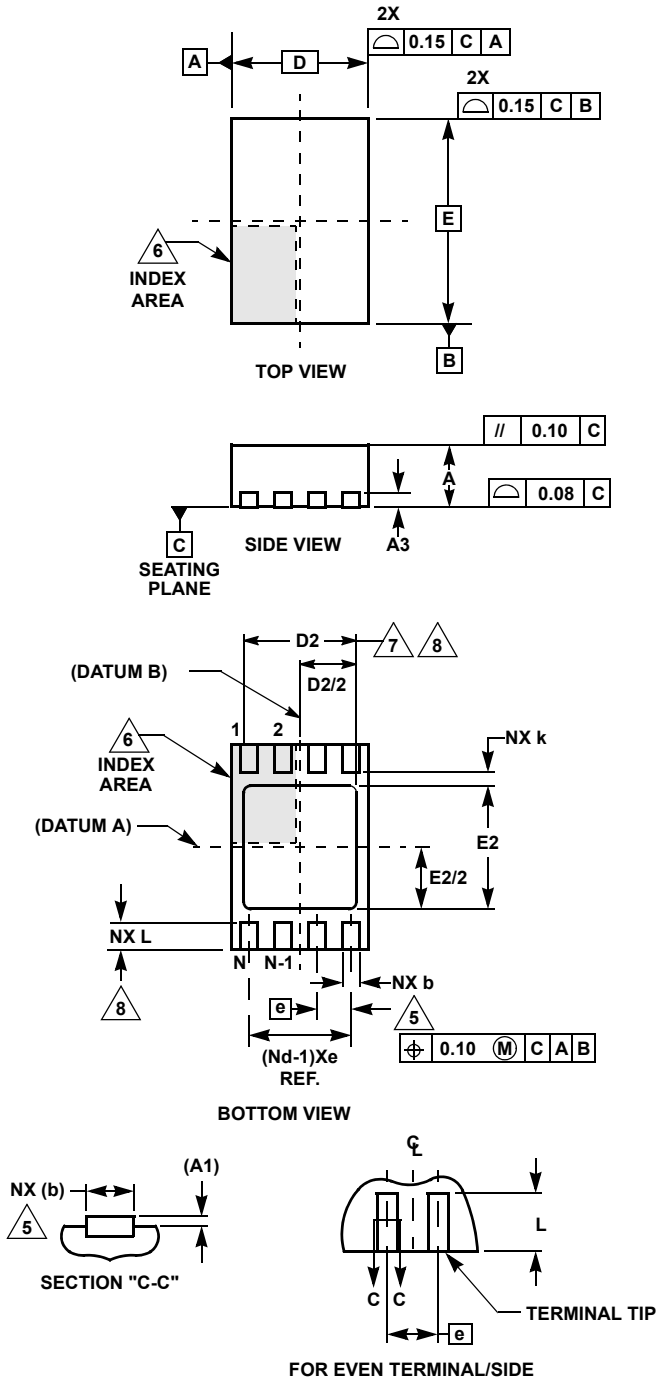 2X
0.15 C A
A D
2X
0.15 C B
E
6
INDEX
AREA
B
TOP VIEW
// 0.10 C
A
0.08 C
C
SIDE VIEW
A3
SEATING
PLANE
D2
7 8
(DATUM B)
D2/2
6
1 2
NX k
INDEX
AREA
(DATUM A)
E2
E2/2
NX L
N N-1
NX b
8
e
5
(Nd-1)Xe
REF.
⌖ 0.10 Ⓜ C A B
BOTTOM VIEW
(A1)
NX (b)
5
SECTION "C-C"
CL
L
C C
TERMINAL TIP
e
FOR EVEN TERMINAL/SIDE